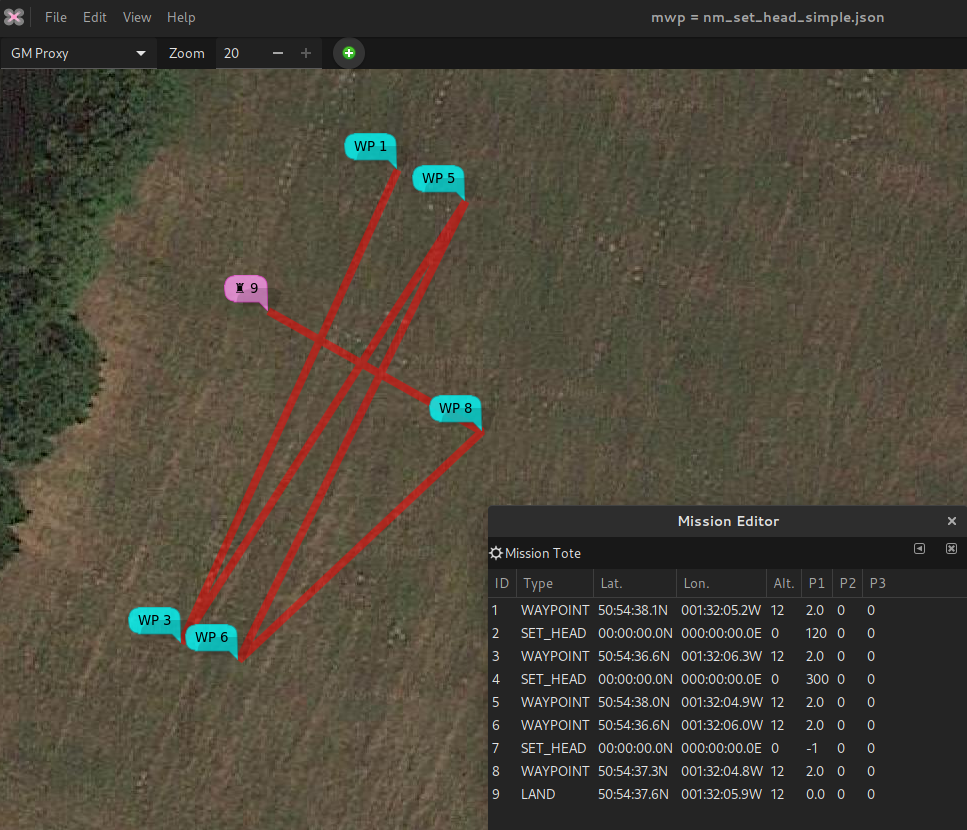 File Edit View Help mwp = nm_set_head_simple.json
GM Proxy Zoom 20 − +
WP 1
WP 5
♜ 9
WP 8
WP 3
WP 6
Mission Editor
Mission Tote
ID Type Lat. Lon. Alt. P1 P2 P3
1 WAYPOINT 50:54:38.1N 001:32:05.2W 12 2.0 0 0
2 SET_HEAD 00:00:00.0N 000:00:00.0E 0 120 0 0
3 WAYPOINT 50:54:36.6N 001:32:06.3W 12 2.0 0 0
4 SET_HEAD 00:00:00.0N 000:00:00.0E 0 300 0 0
5 WAYPOINT 50:54:38.0N 001:32:04.9W 12 2.0 0 0
6 WAYPOINT 50:54:36.6N 001:32:06.0W 12 2.0 0 0
7 SET_HEAD 00:00:00.0N 000:00:00.0E 0 -1 0 0
8 WAYPOINT 50:54:37.3N 001:32:04.8W 12 2.0 0 0
9 LAND 50:54:37.6N 001:32:05.9W 12 0.0 0 0